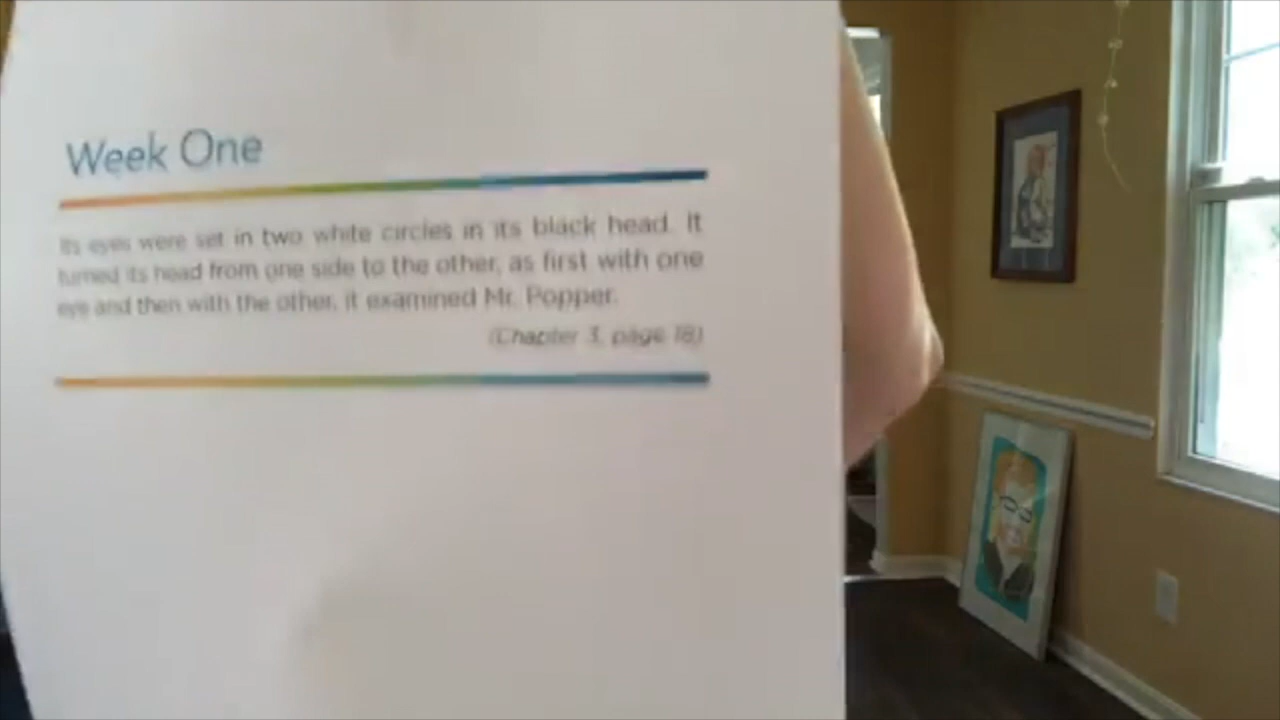 Week One
Its eyes were set in two white circles in its black head. It
turned its head from one side to the other, as first with one
eye and then with the other, it examined Mr. Popper.
(Chapter 3, page 18)